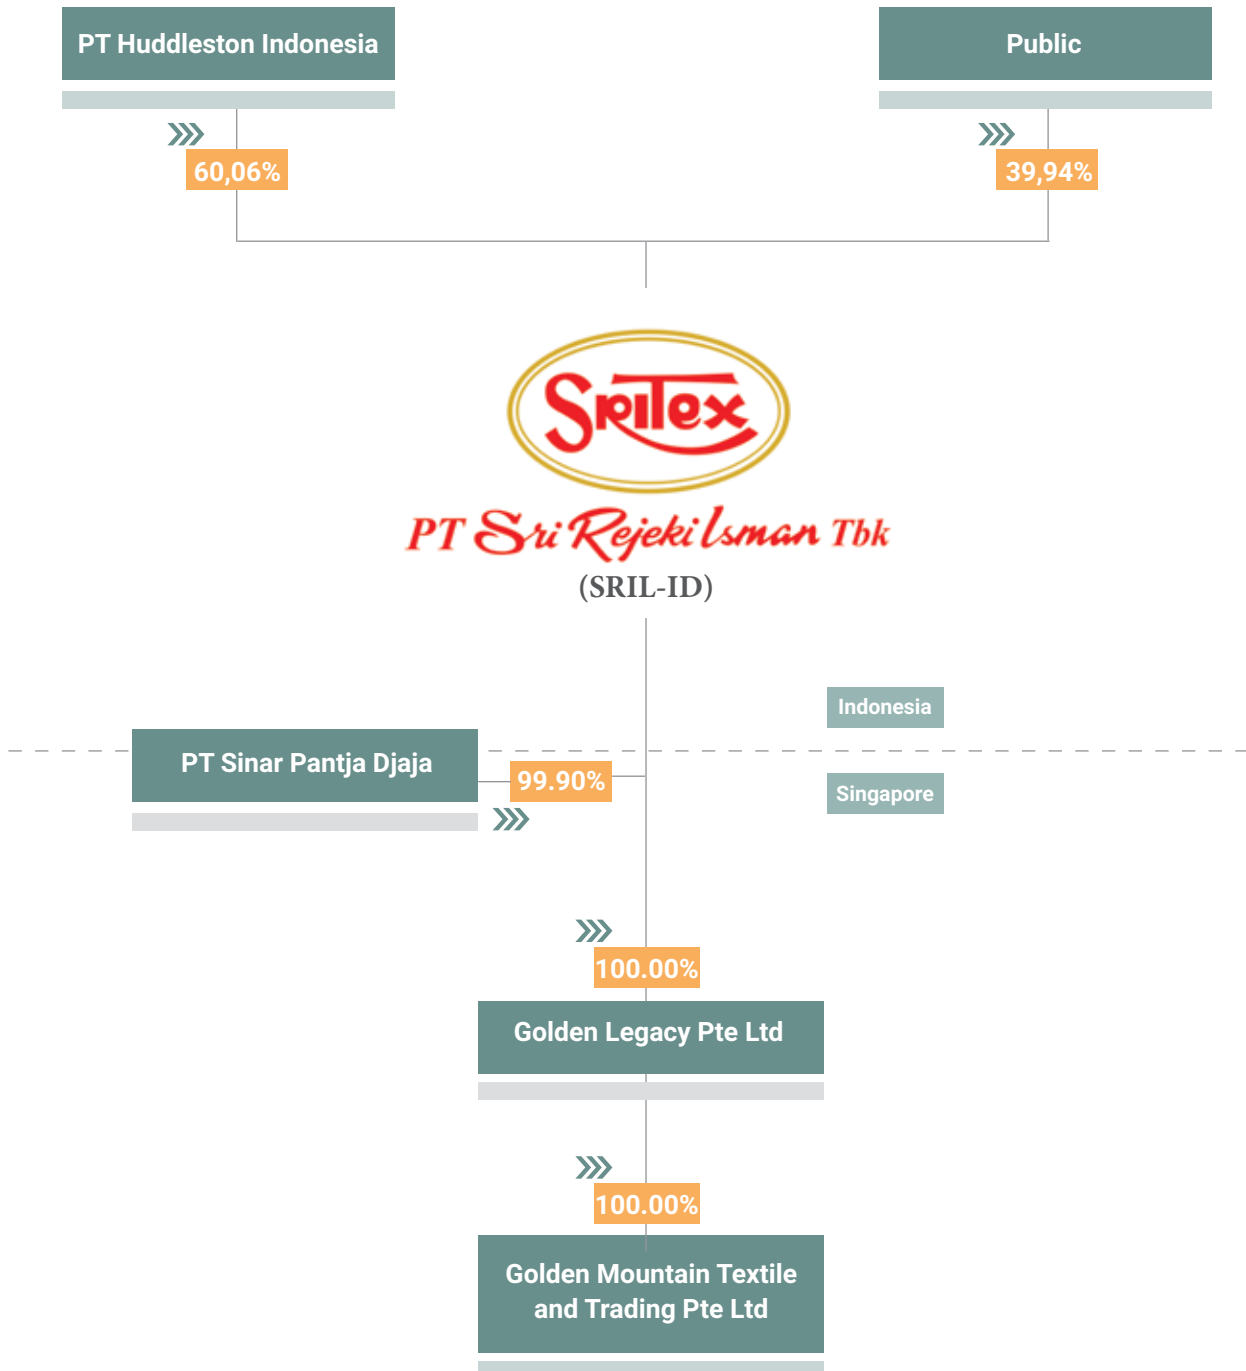 PT Huddleston Indonesia
Public
60,06%
39,94%
SRITex
PT Sri Rejeki Isman Tbk
(SRIL-ID)
Indonesia
PT Sinar Pantja Djaja
99.90%
Singapore
100.00%
Golden Legacy Pte Ltd
100.00%
Golden Mountain Textile
and Trading Pte Ltd